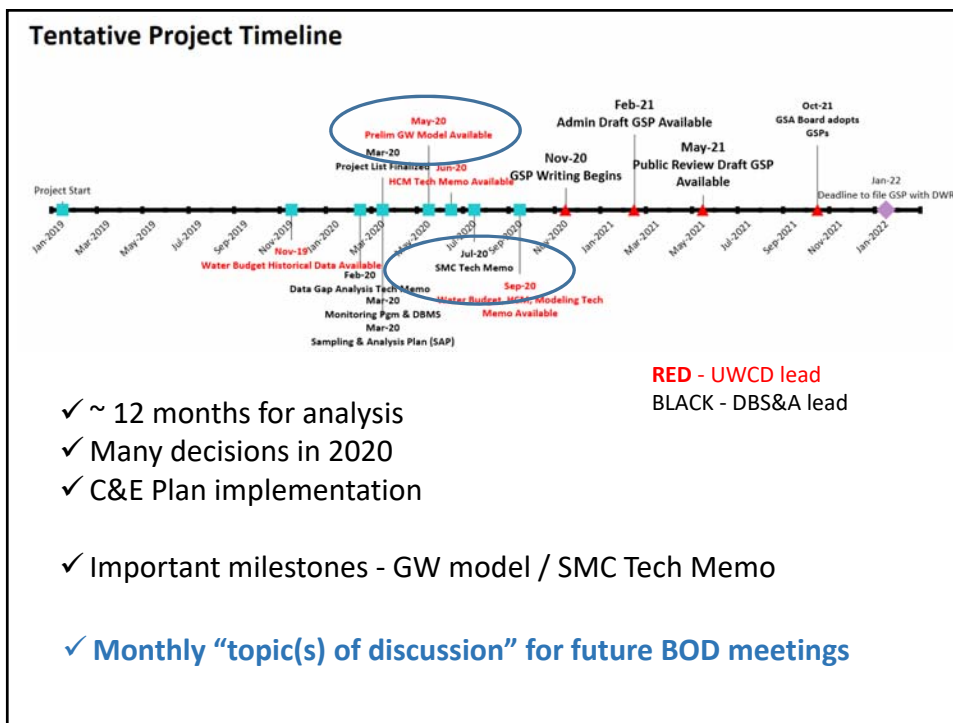 Tentative Project Timeline
Feb-21
Admin Draft GSP Available
Oct-21
GSA Board adopts
GSPs
May-20
Prelim GW Model Available
Mar-20
Project List Finalized
Jun-20
HCM Tech Memo Available
Nov-20
GSP Writing Begins
May-21
Public Review Draft GSP
Available
Jan-22
Deadline to file GSP with DWR
Project Start
Jan-2019
Mar-2019
May-2019
Jul-2019
Sep-2019
Nov-2019
Jan-2020
Mar-2020
May-2020
Jul-2020
Sep-2020
Nov-2020
Jan-2021
Mar-2021
May-2021
Jul-2021
Sep-2021
Nov-2021
Jan-2022
Nov-19
Water Budget Historical Data Available
Feb-20
Data Gap Analysis Tech Memo
Mar-20
Monitoring Pgm & DBMS
Mar-20
Sampling & Analysis Plan (SAP)
Jul-20
SMC Tech Memo
Sep-20
Water Budget, HCM, Modeling Tech
Memo Available
RED - UWCD lead
BLACK - DBS&A lead
✓ ~ 12 months for analysis
✓ Many decisions in 2020
✓ C&E Plan implementation
✓ Important milestones - GW model / SMC Tech Memo
✓ Monthly “topic(s) of discussion” for future BOD meetings